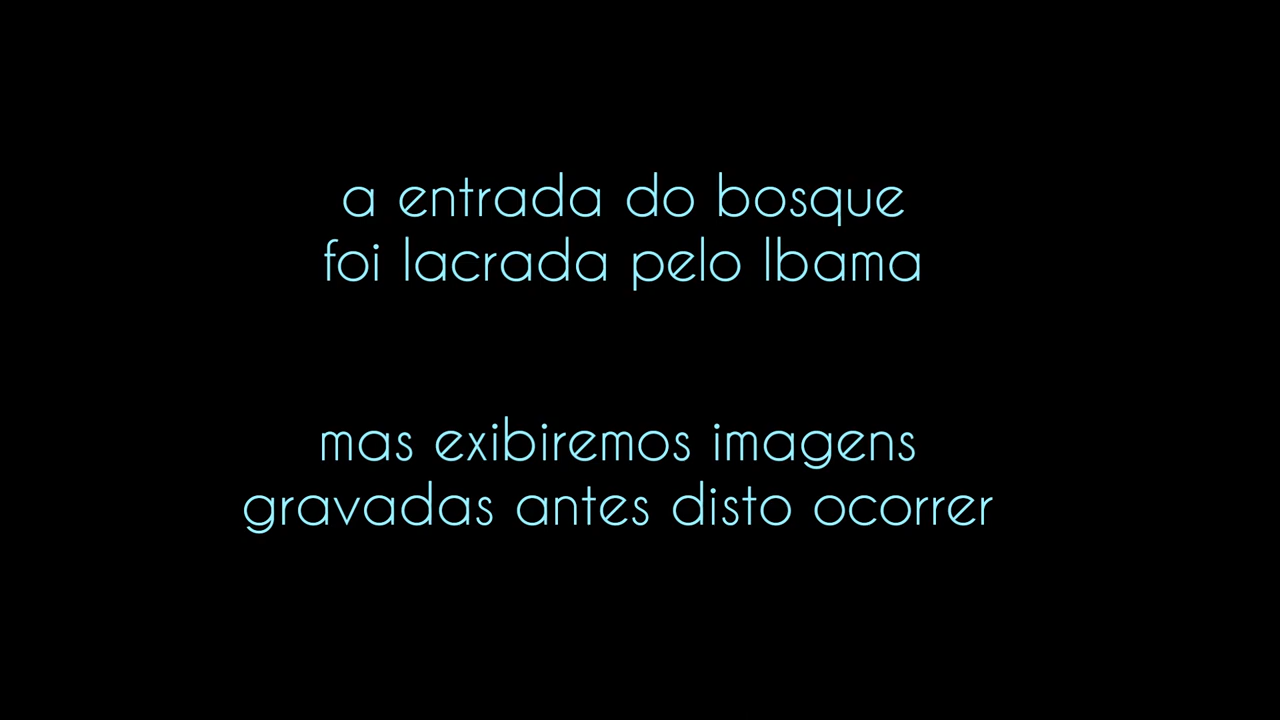 a entrada do bosque
foi lacrada pelo Ibama
mas exibiremos imagens
gravadas antes disto ocorrer